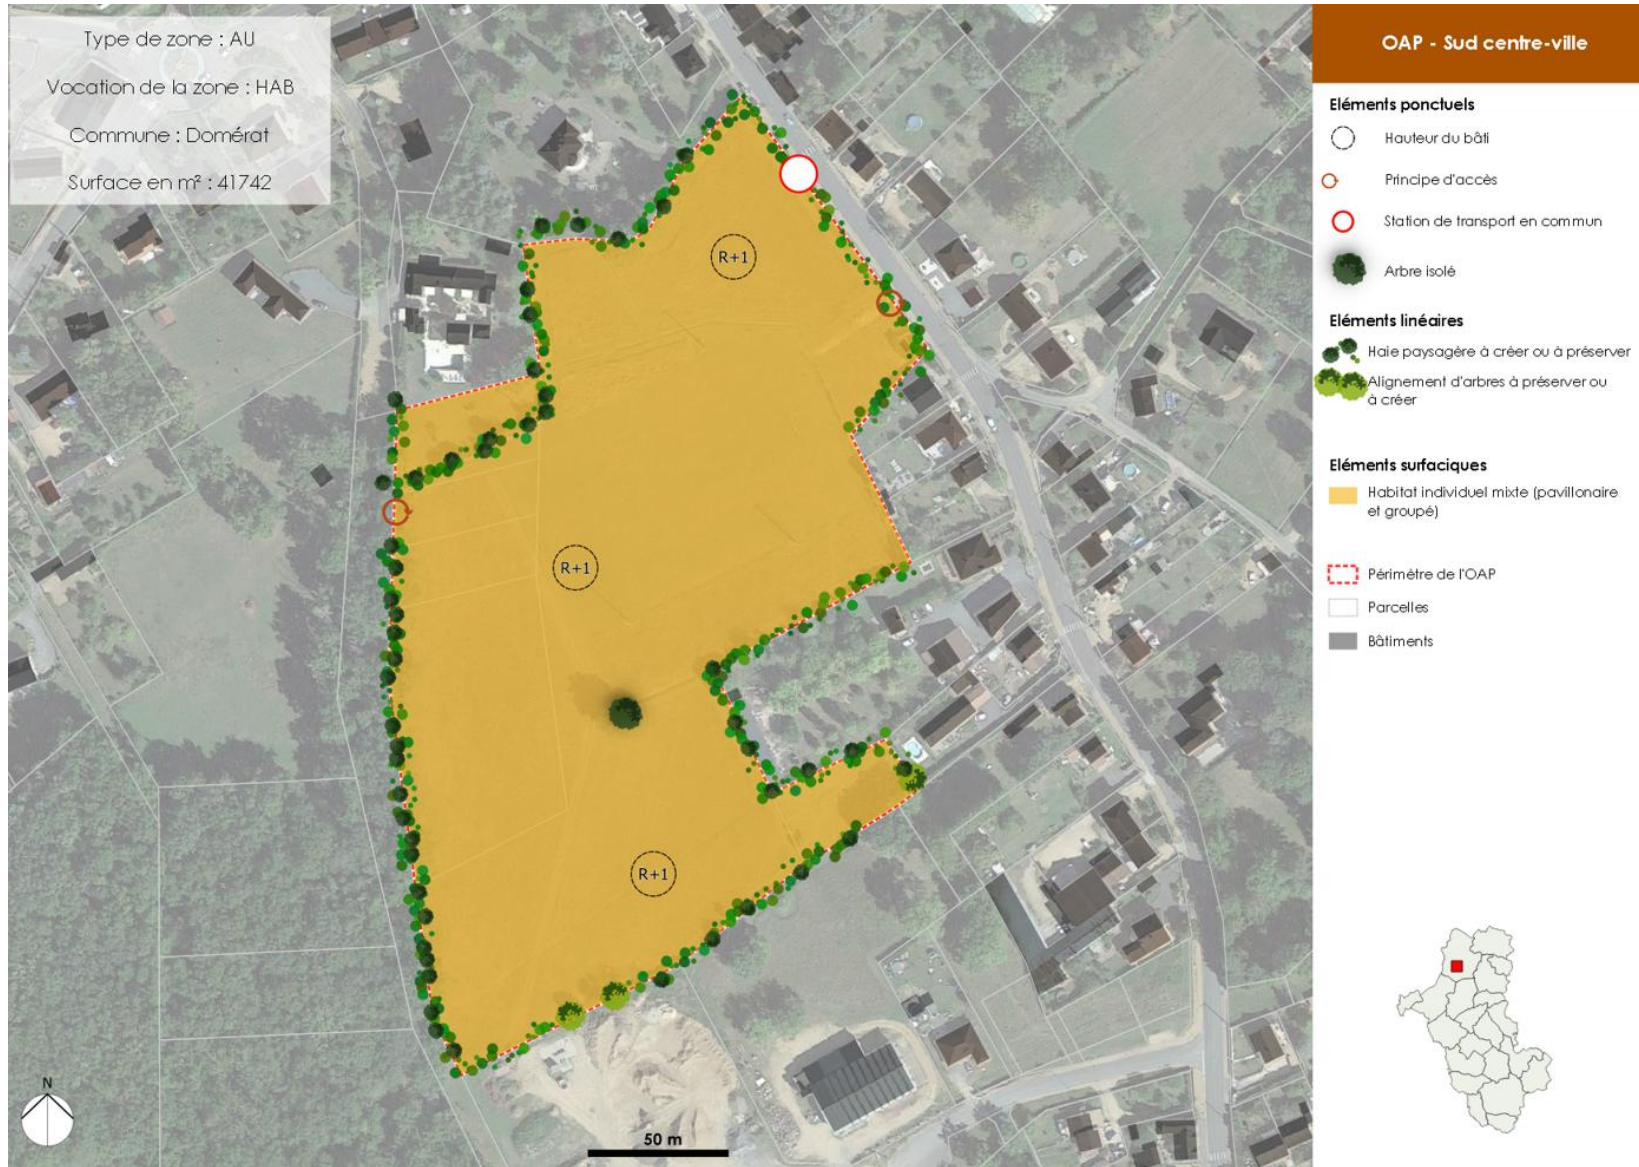 Type de zone : AU
Vocation de la zone : HAB
Commune : Domérat
Surface en m² : 41742
R+1
R+1
R+1
N
50 m
OAP - Sud centre-ville
Eléments ponctuels
Hauteur du bâti
Principe d'accès
Station de transport en commun
Arbre isolé
Eléments linéaires
Haie paysagère à créer ou à préserver
Alignement d'arbres à préserver ou
à créer
Eléments surfaciques
Habitat individuel mixte (pavillonaire
et groupé)
Périmètre de l'OAP
Parcelles
Bâtiments